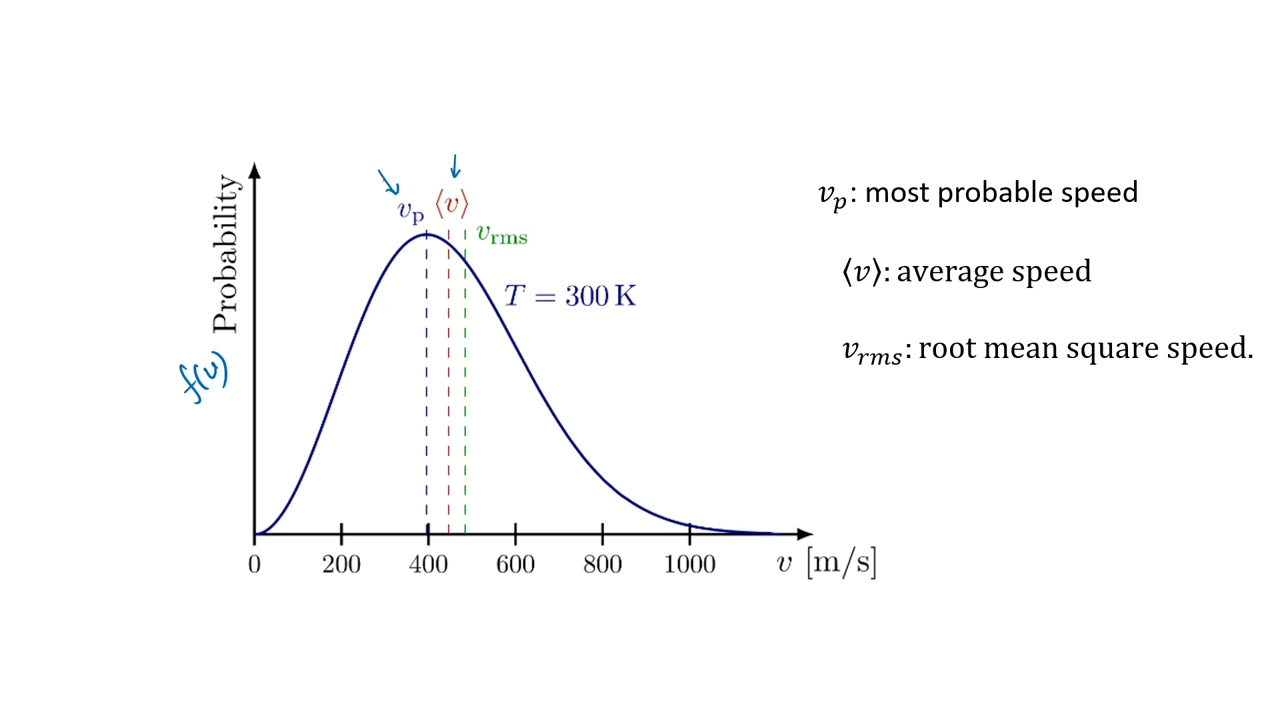 Probability
f(v)
v_p ⟨v⟩
v_rms
T = 300 K
0 200 400 600 800 1000 v [m/s]
v_p: most probable speed
⟨v⟩: average speed
v_rms: root mean square speed.